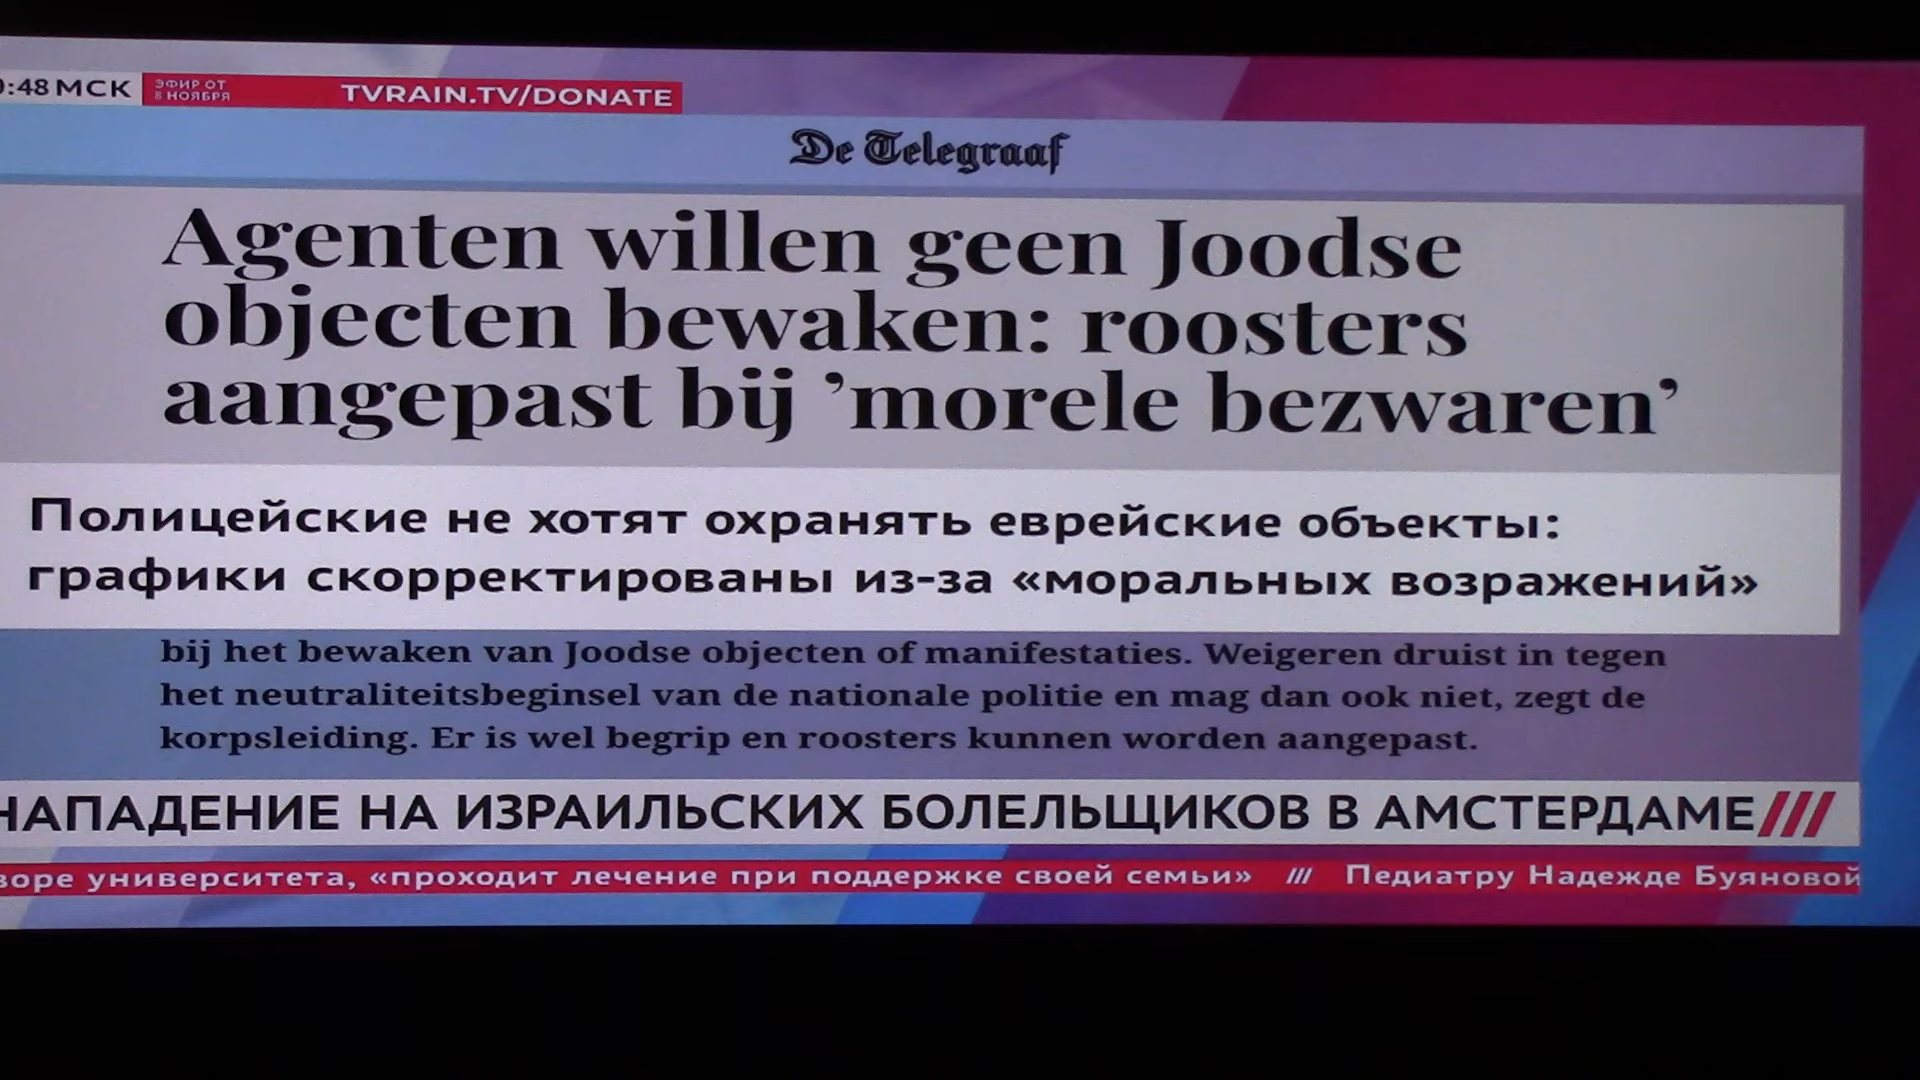 :48 МСК
ЭФИР ОТ
8 НОЯБРЯ
TVRAIN.TV/DONATE
De Telegraaf
Agenten willen geen Joodse
objecten bewaken: roosters
aangepast bij ’morele bezwaren’
Полицейские не хотят охранять еврейские объекты:
графики скорректированы из-за «моральных возражений»
bij het bewaken van Joodse objecten of manifestaties. Weigeren druist in tegen
het neutraliteitsbeginsel van de nationale politie en mag dan ook niet, zegt de
korpsleiding. Er is wel begrip en roosters kunnen worden aangepast.
НАПАДЕНИЕ НА ИЗРАИЛЬСКИХ БОЛЕЛЬЩИКОВ В АМСТЕРДАМЕ///
университета, «проходит лечение при поддержке своей семьи» /// Педиатру Надежде Буяновой